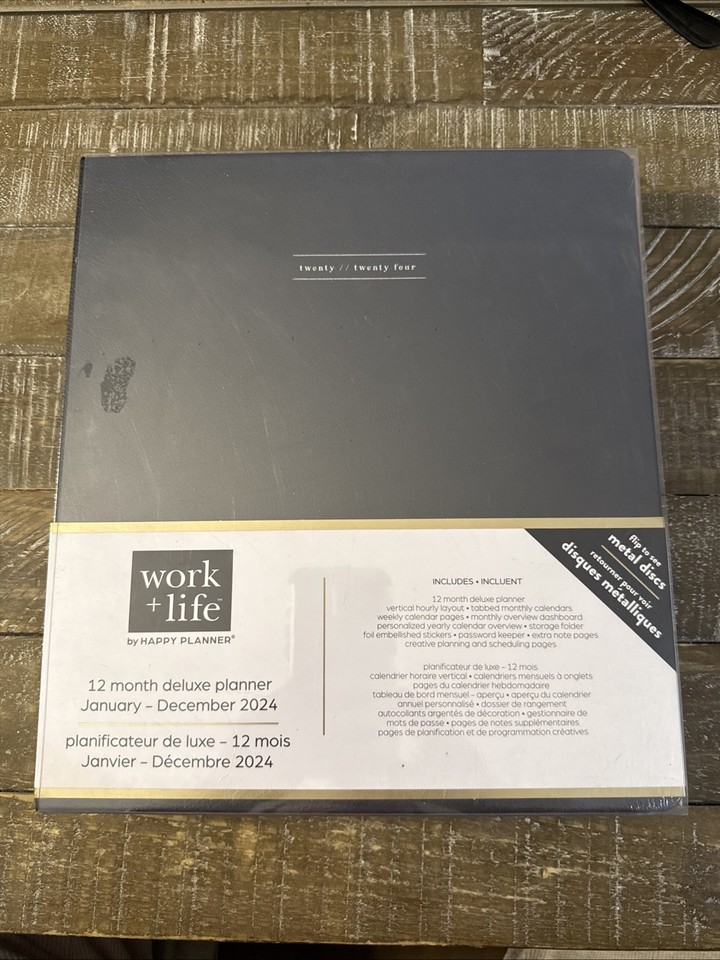 twenty // twenty four
work
+ life™
by HAPPY PLANNER®
12 month deluxe planner
January – December 2024
planificateur de luxe – 12 mois
Janvier – Décembre 2024
INCLUDES • INCLUENT
12 month deluxe planner
vertical hourly layout • tabbed monthly calendars
weekly calendar pages • monthly overview dashboard
personalized yearly calendar overview • storage folder
foil embellished stickers • password keeper • extra note pages
creative planning and scheduling pages
planificateur de luxe – 12 mois
calendrier horaire vertical • calendriers mensuels à onglets
pages du calendrier hebdomadaire
tableau de bord mensuel – aperçu • aperçu du calendrier
annuel personnalisé • dossier de rangement
autocollants argentés de décoration • gestionnaire de
mots de passe • pages de notes supplémentaires
pages de planification et de programmation créatives
flip to see
metal discs
retourner pour voir
disques métalliques